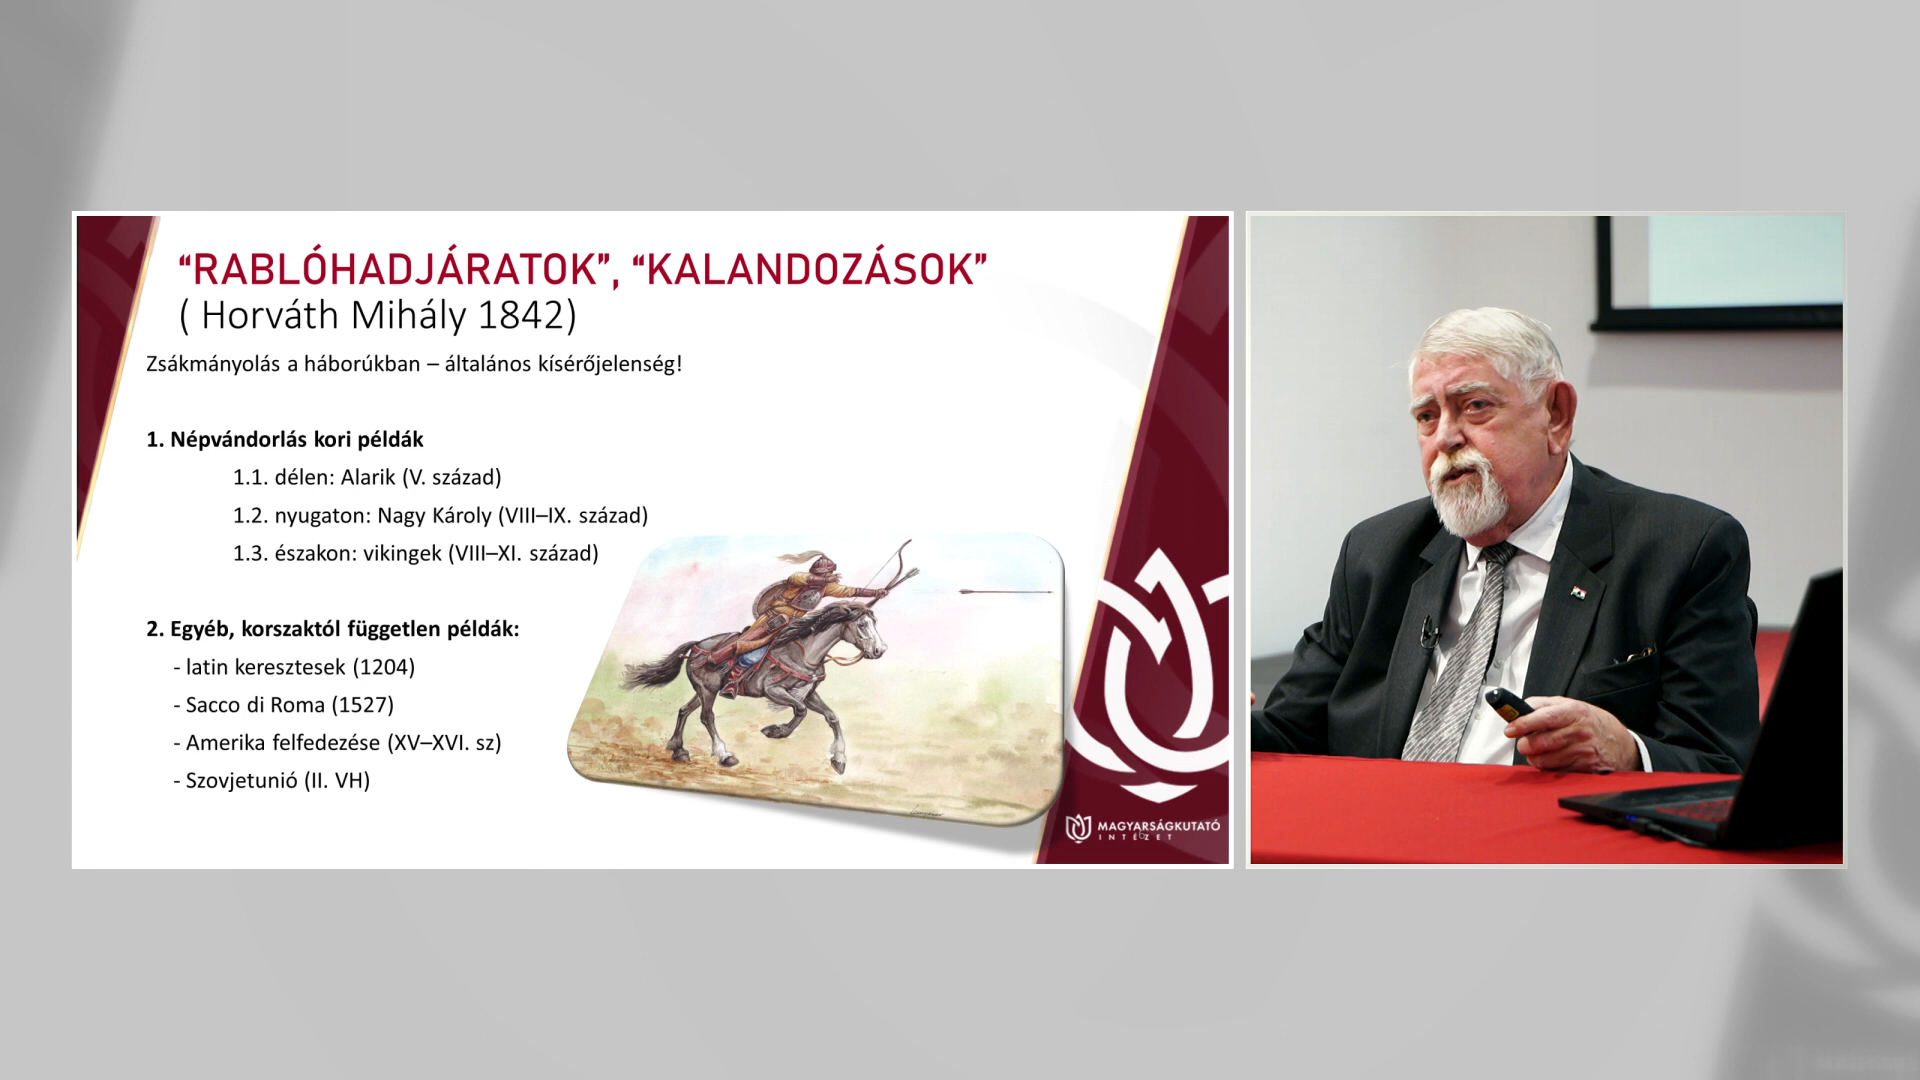 “RABLÓHADJÁRATOK”, “KALANDOZÁSOK”
( Horváth Mihály 1842)
Zsákmányolás a háborúkban – általános kísérőjelenség!
1. Népvándorlás kori példák
1.1. délen: Alarik (V. század)
1.2. nyugaton: Nagy Károly (VIII–IX. század)
1.3. északon: vikingek (VIII–XI. század)
2. Egyéb, korszaktól független példák:
- latin keresztesek (1204)
- Sacco di Roma (1527)
- Amerika felfedezése (XV–XVI. sz)
- Szovjetunió (II. VH)
MAGYARSÁGKUTATÓ
INTÉZET